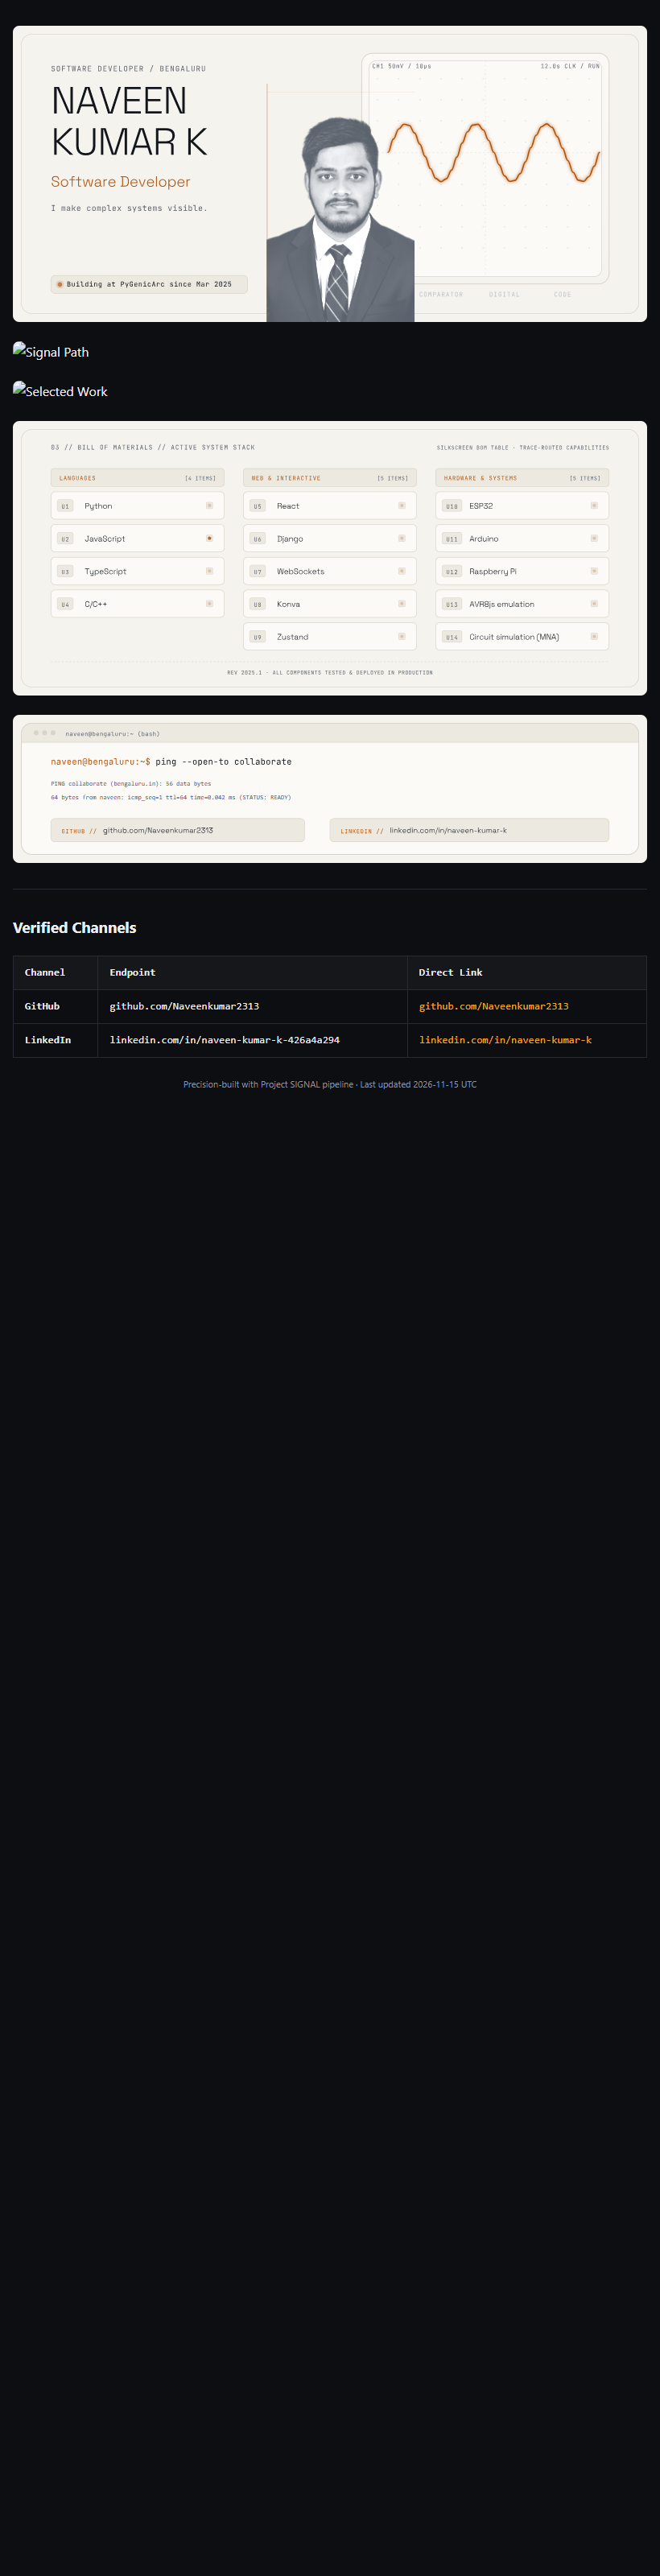 SOFTWARE DEVELOPER / BENGALURU
NAVEEN
KUMAR K
Software Developer
I make complex systems visible.
Building at PyGenicArc since Mar 2025
CH1 50mV / 10µs
12.0s CLK / RUN
COMPARATOR
DIGITAL
CODE
Signal Path
Selected Work
03 // BILL OF MATERIALS // ACTIVE SYSTEM STACK
SILKSCREEN BOM TABLE · TRACE-ROUTED CAPABILITIES
LANGUAGES [4 ITEMS]
U1 Python
U2 JavaScript
U3 TypeScript
U4 C/C++
WEB & INTERACTIVE [5 ITEMS]
U5 React
U6 Django
U7 WebSockets
U8 Konva
U9 Zustand
HARDWARE & SYSTEMS [5 ITEMS]
U10 ESP32
U11 Arduino
U12 Raspberry Pi
U13 AVR8js emulation
U14 Circuit simulation (MNA)
REV 2025.1 · ALL COMPONENTS TESTED & DEPLOYED IN PRODUCTION
naveen@bengaluru:~ (bash)
naveen@bengaluru:~$ ping --open-to collaborate
PING collaborate (bengaluru.in): 56 data bytes
64 bytes from naveen: icmp_seq=1 ttl=64 time=0.042 ms (STATUS: READY)
GITHUB // github.com/Naveenkumar2313
LINKEDIN // linkedin.com/in/naveen-kumar-k
Verified Channels
Channel Endpoint Direct Link
GitHub github.com/Naveenkumar2313 github.com/Naveenkumar2313
LinkedIn linkedin.com/in/naveen-kumar-k-426a4a294 linkedin.com/in/naveen-kumar-k
Precision-built with Project SIGNAL pipeline · Last updated 2026-11-15 UTC